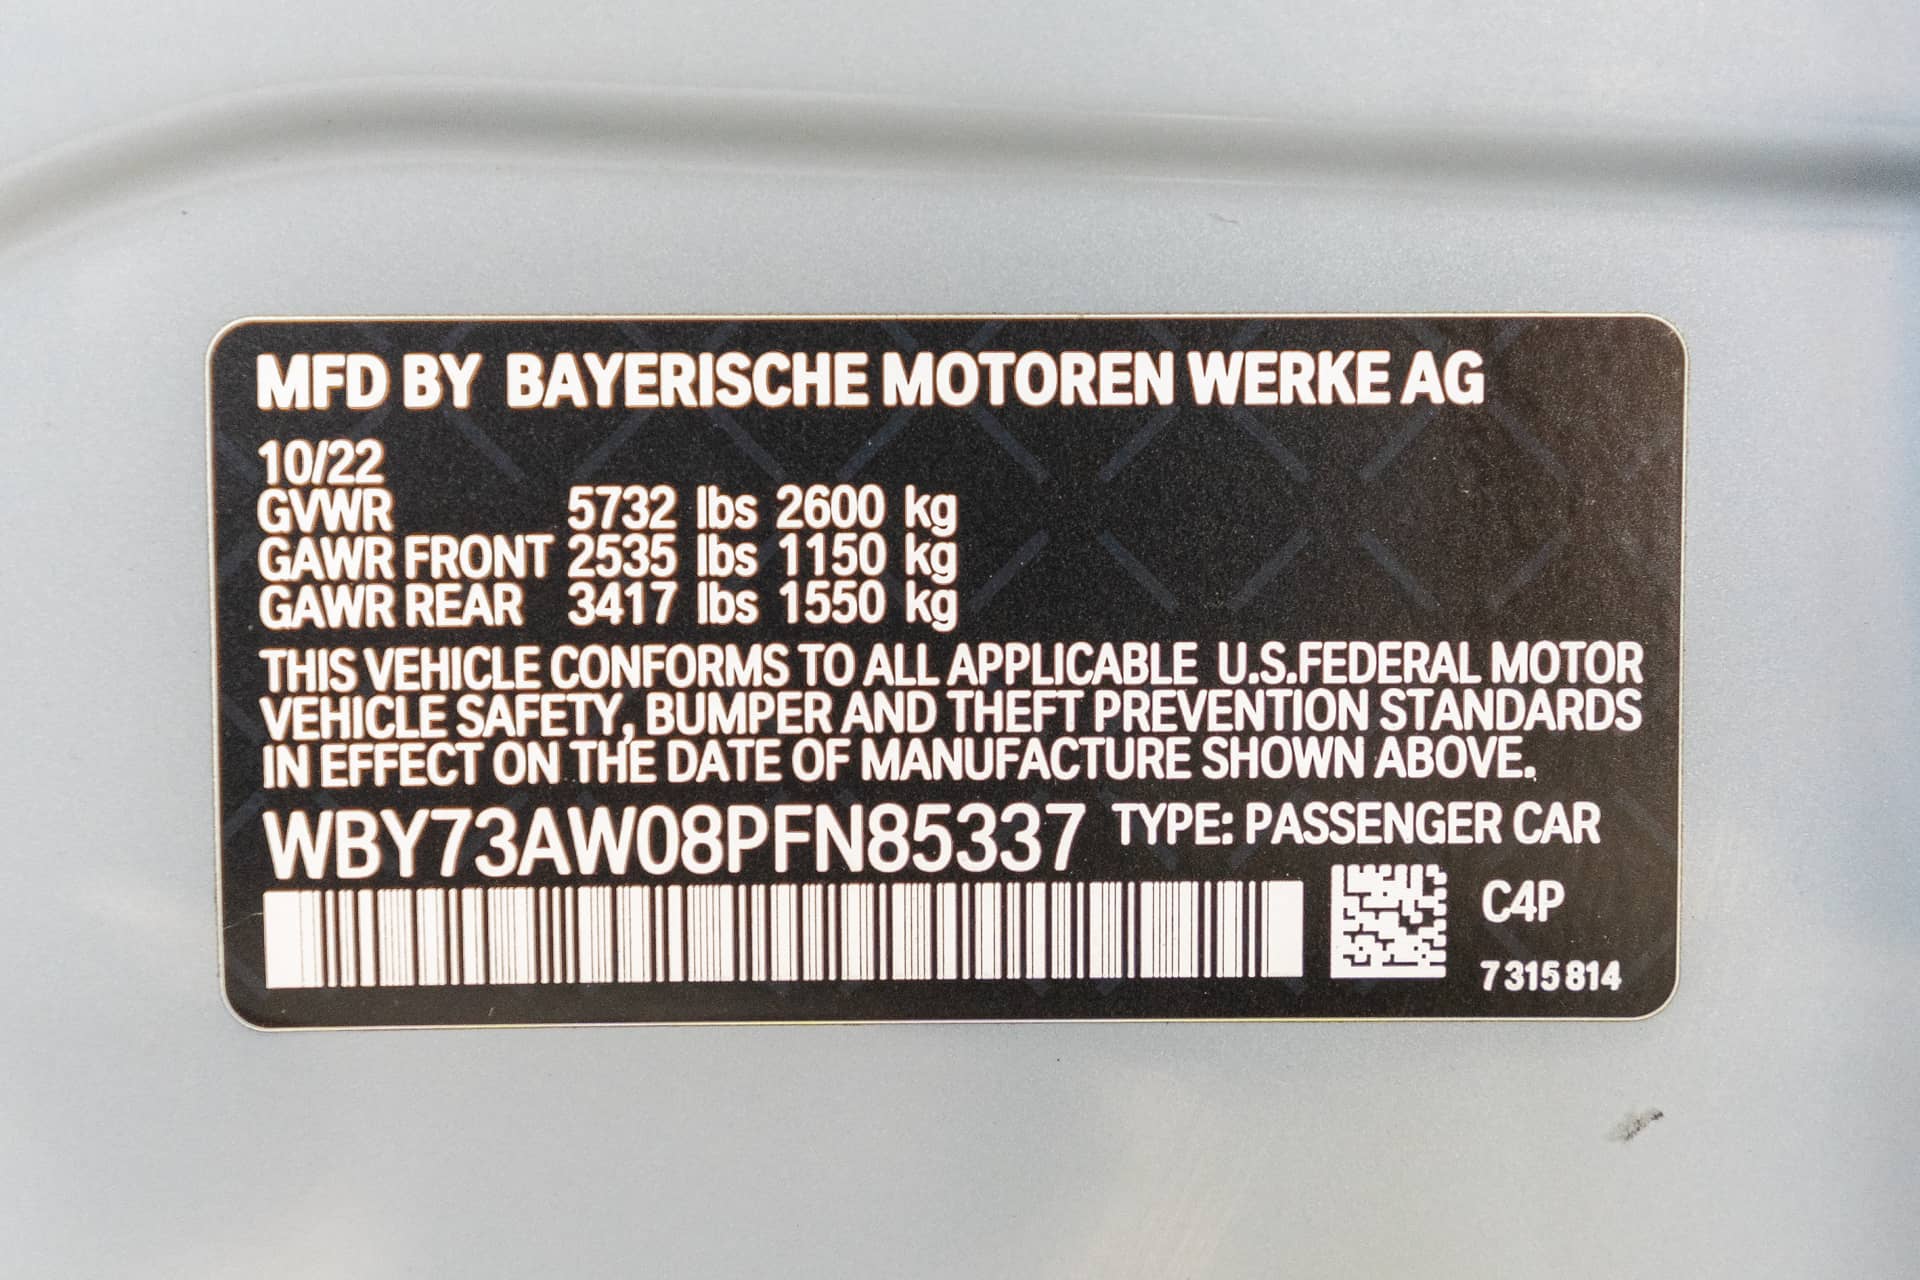 MFD BY BAYERISCHE MOTOREN WERKE AG
10/22
GVWR 5732 lbs 2600 kg
GAWR FRONT 2535 lbs 1150 kg
GAWR REAR 3417 lbs 1550 kg
THIS VEHICLE CONFORMS TO ALL APPLICABLE U.S.FEDERAL MOTOR
VEHICLE SAFETY, BUMPER AND THEFT PREVENTION STANDARDS
IN EFFECT ON THE DATE OF MANUFACTURE SHOWN ABOVE.
WBY73AW08PFN85337 TYPE: PASSENGER CAR
C4P
7 315 814